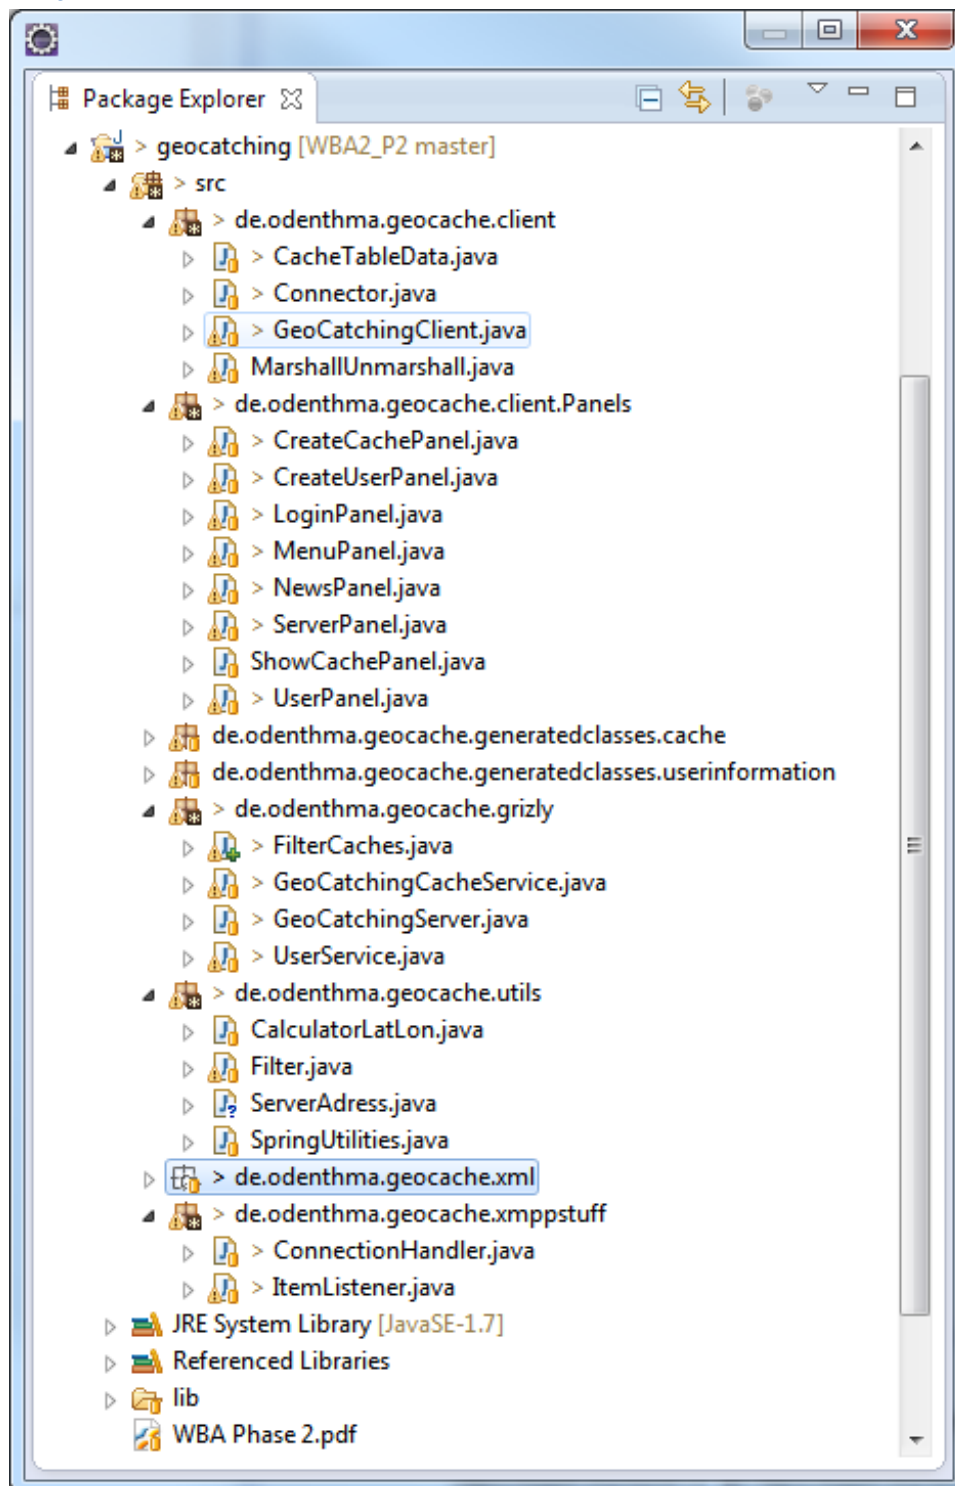 Package Explorer
> geocatching [WBA2_P2 master]
> src
> de.odenthma.geocache.client
> CacheTableData.java
> Connector.java
> GeoCatchingClient.java
MarshallUnmarshall.java
> de.odenthma.geocache.client.Panels
> CreateCachePanel.java
> CreateUserPanel.java
> LoginPanel.java
> MenuPanel.java
> NewsPanel.java
> ServerPanel.java
ShowCachePanel.java
> UserPanel.java
de.odenthma.geocache.generatedclasses.cache
de.odenthma.geocache.generatedclasses.userinformation
> de.odenthma.geocache.grizly
> FilterCaches.java
> GeoCatchingCacheService.java
> GeoCatchingServer.java
> UserService.java
> de.odenthma.geocache.utils
CalculatorLatLon.java
Filter.java
ServerAdress.java
SpringUtilities.java
> de.odenthma.geocache.xml
> de.odenthma.geocache.xmppstuff
> ConnectionHandler.java
> ItemListener.java
JRE System Library [JavaSE-1.7]
Referenced Libraries
lib
WBA Phase 2.pdf